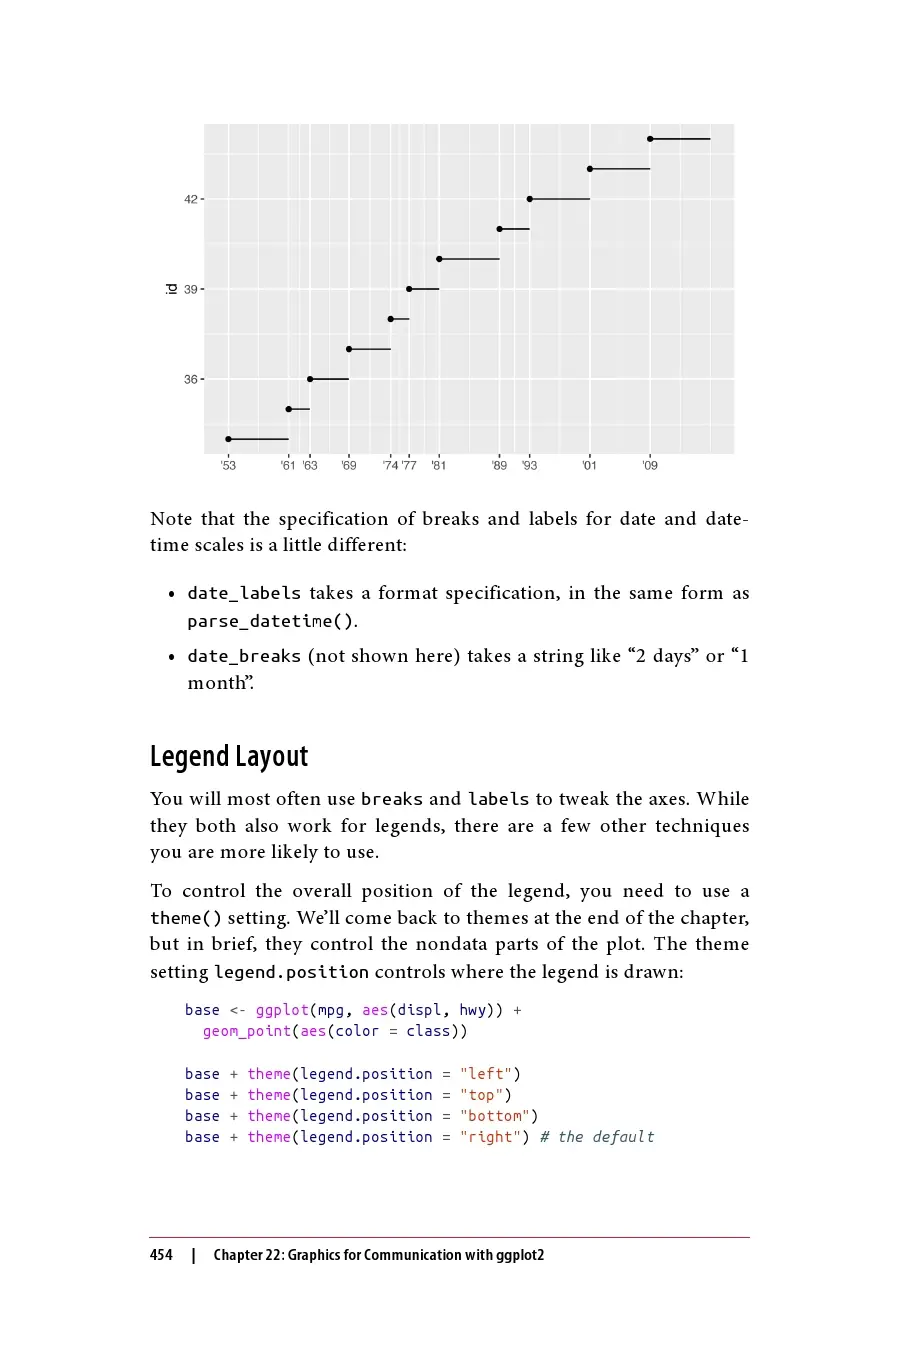 42
39
id
36
'53 '61 '63 '69 '74 '77 '81 '89 '93 '01 '09
Note that the specification of breaks and labels for date and date-
time scales is a little different:
• date_labels takes a format specification, in the same form as
parse_datetime().
• date_breaks (not shown here) takes a string like “2 days” or “1
month”.
Legend Layout
You will most often use breaks and labels to tweak the axes. While
they both also work for legends, there are a few other techniques
you are more likely to use.
To control the overall position of the legend, you need to use a
theme() setting. We’ll come back to themes at the end of the chapter,
but in brief, they control the nondata parts of the plot. The theme
setting legend.position controls where the legend is drawn:
base <- ggplot(mpg, aes(displ, hwy)) +
  geom_point(aes(color = class))
base + theme(legend.position = "left")
base + theme(legend.position = "top")
base + theme(legend.position = "bottom")
base + theme(legend.position = "right") # the default
454 | Chapter 22: Graphics for Communication with ggplot2